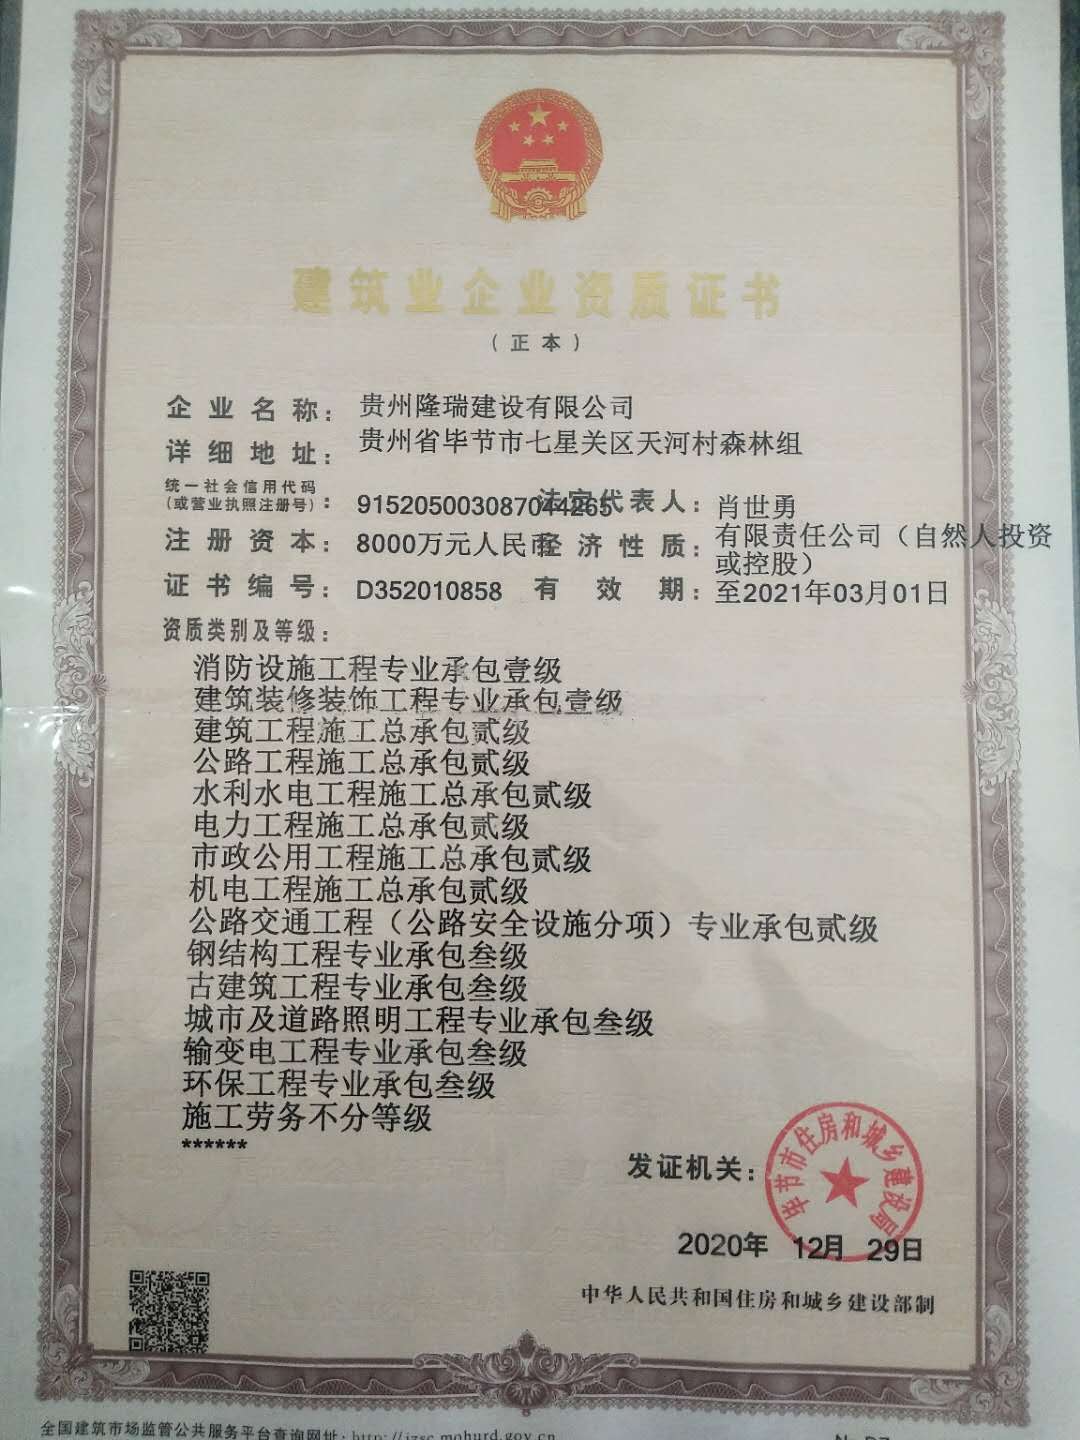 建筑业企业资质证书
（正本）
企业名称：贵州隆瑞建设有限公司
详细地址：贵州省毕节市七星关区天河村森林组
统一社会信用代码
（或营业执照注册号）：915205003087044265 法定代表人：肖世勇
注册资本：8000万元人民币 经济性质：有限责任公司（自然人投资
或控股）
证书编号：D352010858 有效期：至2021年03月01日
资质类别及等级：
消防设施工程专业承包壹级
建筑装修装饰工程专业承包壹级
建筑工程施工总承包贰级
公路工程施工总承包贰级
水利水电工程施工总承包贰级
电力工程施工总承包贰级
市政公用工程施工总承包贰级
机电工程施工总承包贰级
公路交通工程（公路安全设施分项）专业承包贰级
钢结构工程专业承包叁级
古建筑工程专业承包叁级
城市及道路照明工程专业承包叁级
输变电工程专业承包叁级
环保工程专业承包叁级
施工劳务不分等级
******
发证机关：
毕节市住房和城乡建设局
2020年 12月 29日
中华人民共和国住房和城乡建设部制
全国建筑市场监管公共服务平台查询网址：http://jzsc.mohurd.gov.cn